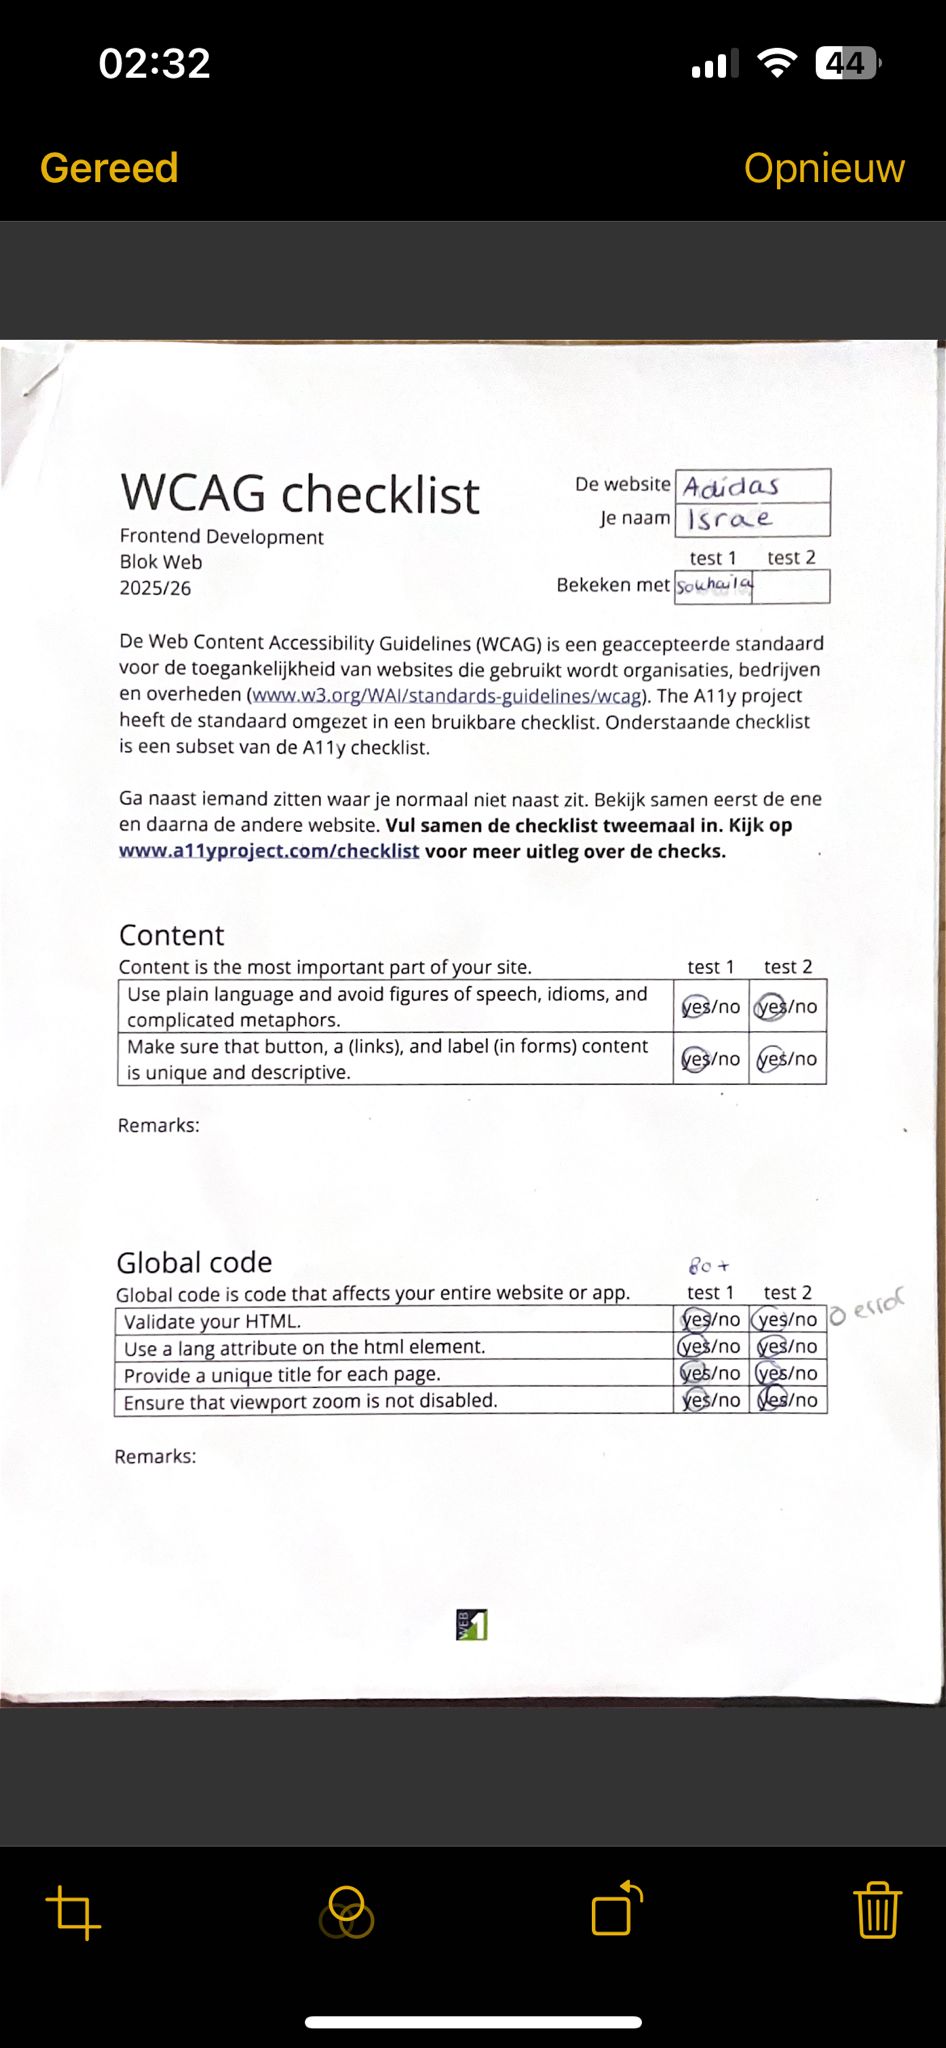 02:32
44
Gereed
Opnieuw
WCAG checklist
De website Adidas
Je naam Israe
Frontend Development
Blok Web
2025/26
test 1 test 2
Bekeken met Souhaila
De Web Content Accessibility Guidelines (WCAG) is een geaccepteerde standaard
voor de toegankelijkheid van websites die gebruikt wordt organisaties, bedrijven
en overheden (www.w3.org/WAI/standards-guidelines/wcag). The A11y project
heeft de standaard omgezet in een bruikbare checklist. Onderstaande checklist
is een subset van de A11y checklist.
Ga naast iemand zitten waar je normaal niet naast zit. Bekijk samen eerst de ene
en daarna de andere website. Vul samen de checklist tweemaal in. Kijk op
www.a11yproject.com/checklist voor meer uitleg over de checks.
Content
Content is the most important part of your site. test 1 test 2
Use plain language and avoid figures of speech, idioms, and
complicated metaphors. yes/no yes/no
Make sure that button, a (links), and label (in forms) content
is unique and descriptive. yes/no yes/no
Remarks:
Global code 80+
Global code is code that affects your entire website or app. test 1 test 2
Validate your HTML. yes/no yes/no 0 error
Use a lang attribute on the html element. yes/no yes/no
Provide a unique title for each page. yes/no yes/no
Ensure that viewport zoom is not disabled. yes/no yes/no
Remarks:
WEB 1